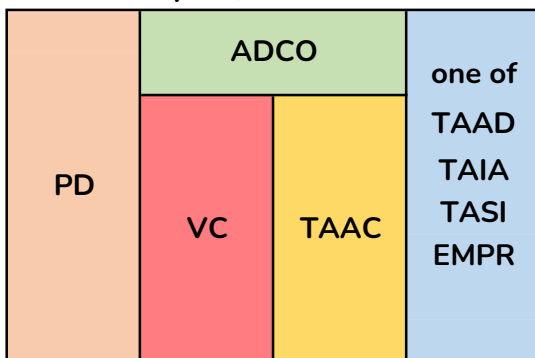 PD
ADCO
VC
TAAC
one of
TAAD
TAIA
TASI
EMPR